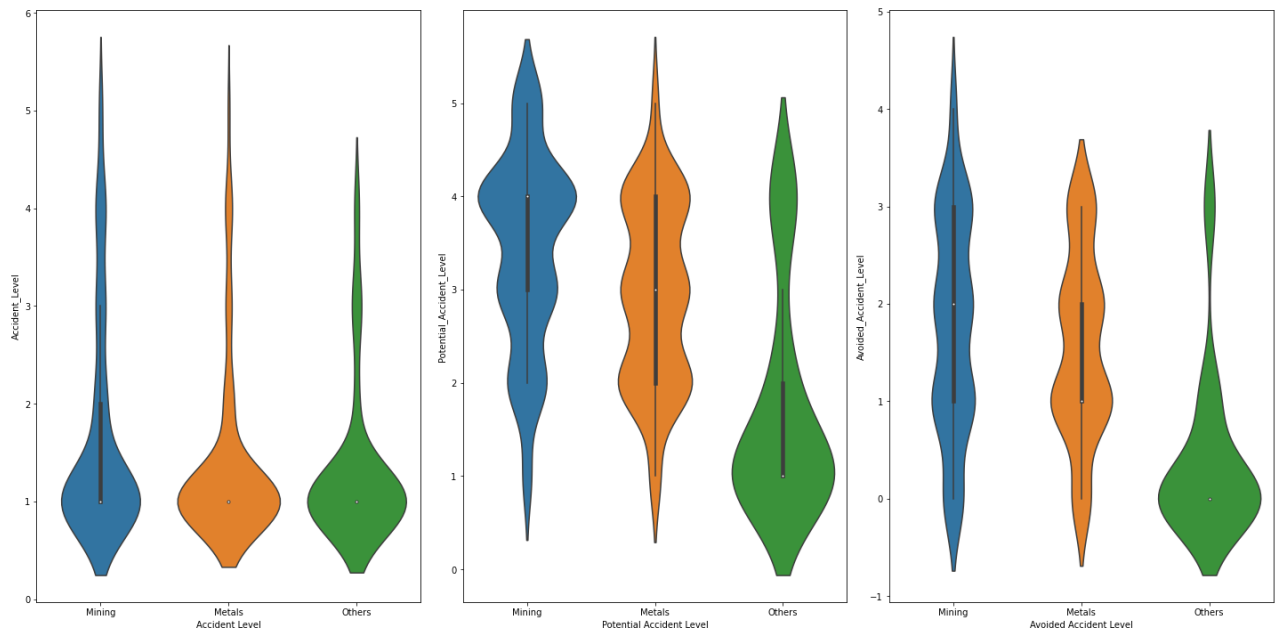 6
5
4
3
2
1
0
Accident_Level
Mining
Metals
Others
Accident Level
5
4
3
2
1
0
Potential_Accident_Level
Mining
Metals
Others
Potential Accident Level
5
4
3
2
1
0
−1
Avoided_Accident_Level
Mining
Metals
Others
Avoided Accident Level